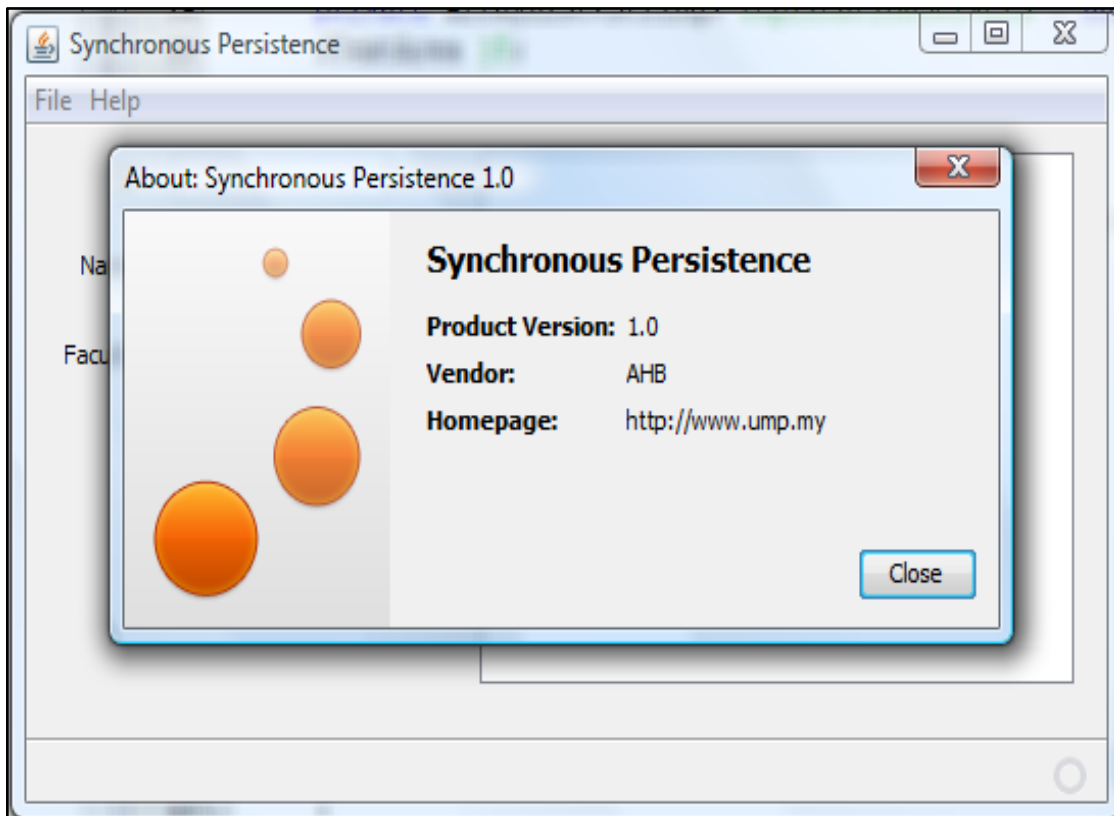 Synchronous Persistence
File Help
About: Synchronous Persistence 1.0
Synchronous Persistence
Product Version: 1.0
Vendor: AHB
Homepage: http://www.ump.my
Close